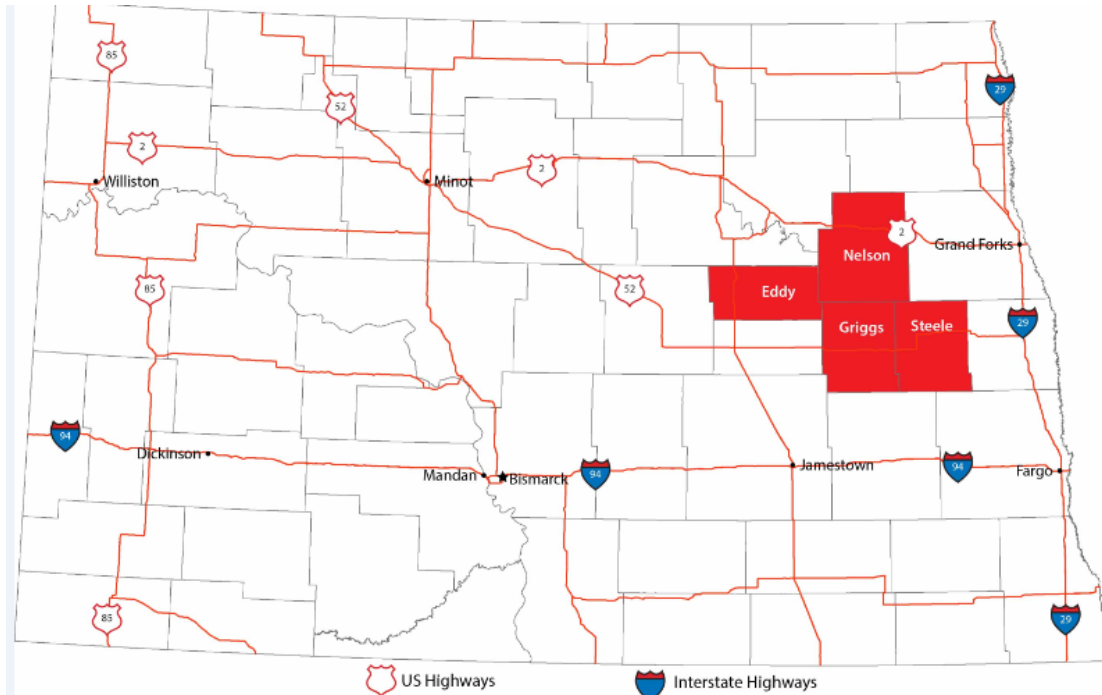 85
29
52
2
2
Williston
Minot
2
Grand Forks
Nelson
Eddy
85
52
Griggs
Steele
29
94
Dickinson
Mandan
Bismarck
94
Jamestown
94
Fargo
85
29
US Highways
Interstate Highways